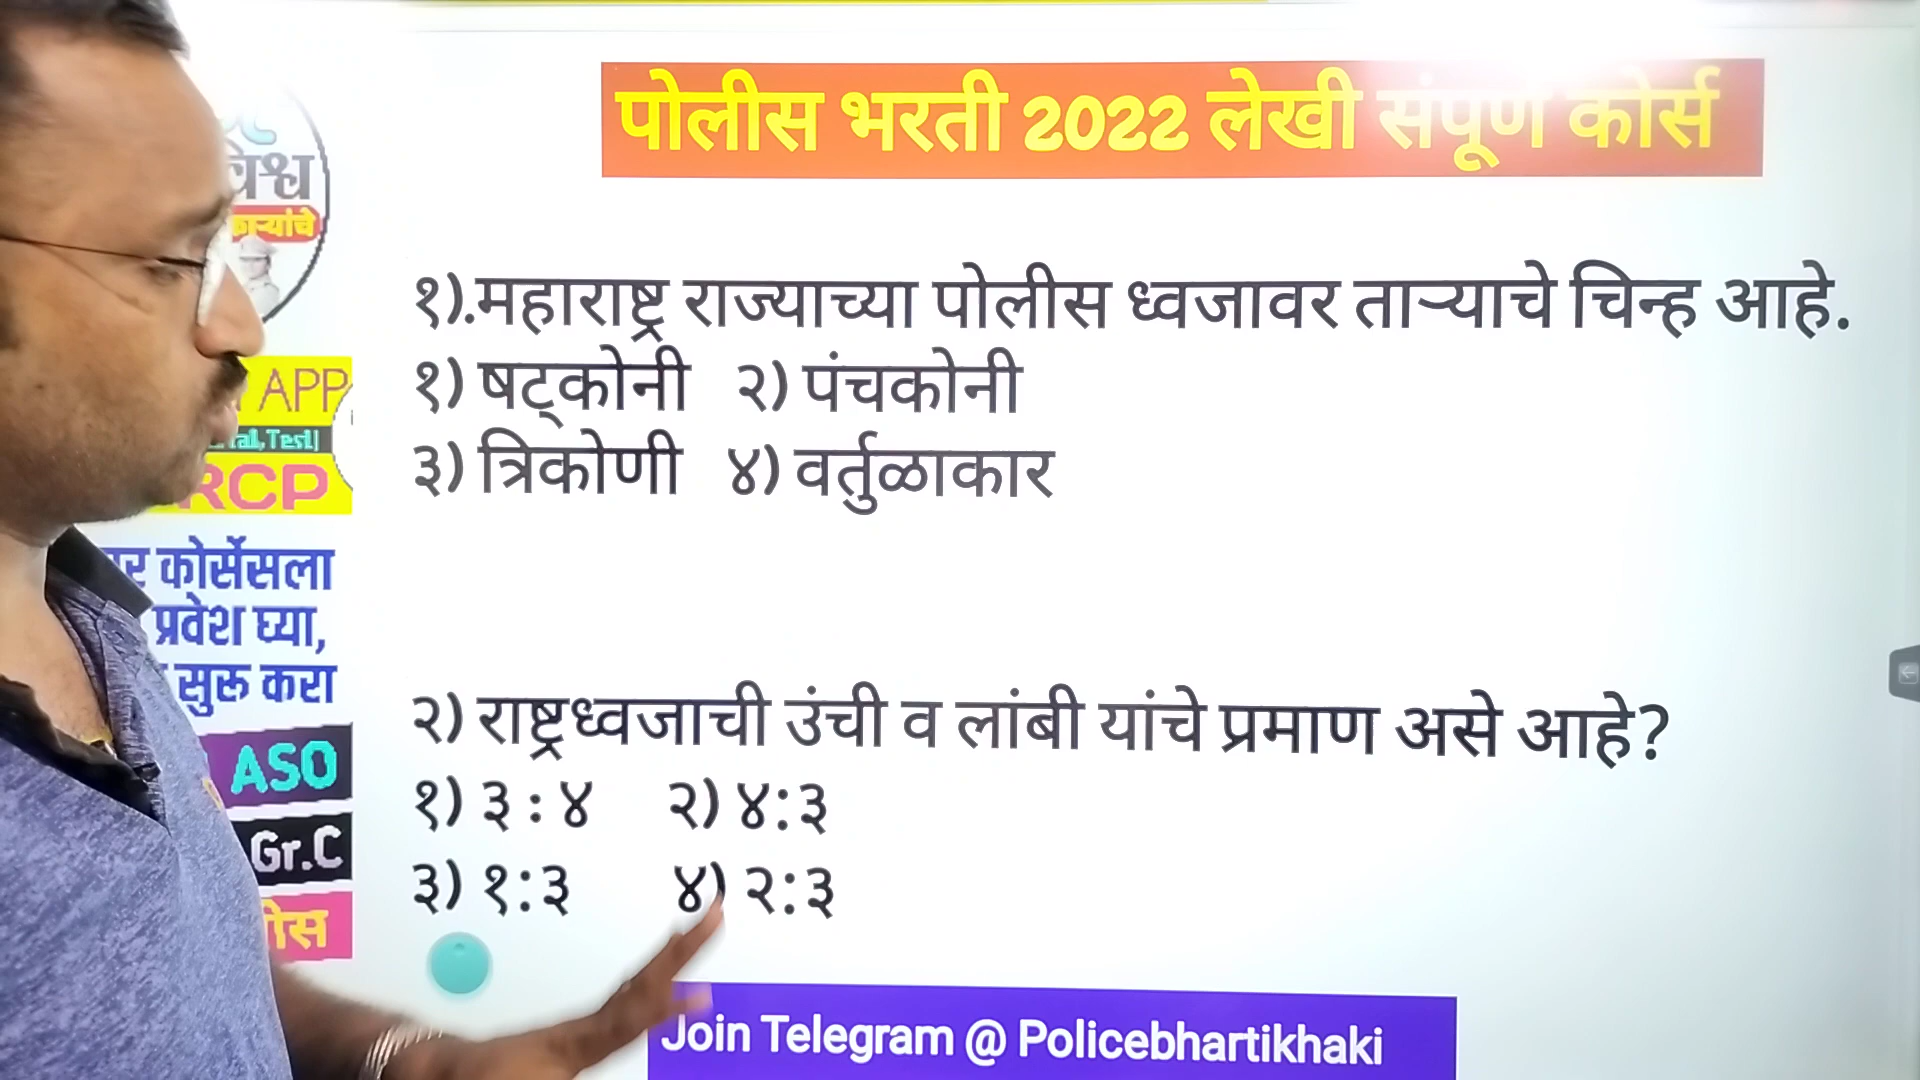 पोलीस भरती 2022 लेखी संपूर्ण कोर्स
१).महाराष्ट्र राज्याच्या पोलीस ध्वजावर ताऱ्याचे चिन्ह आहे.
१) षट्कोनी २) पंचकोनी
३) त्रिकोणी ४) वर्तुळाकार
२) राष्ट्रध्वजाची उंची व लांबी यांचे प्रमाण असे आहे?
१) ३ : ४ २) ४:३
३) १:३ ४) २:३
Join Telegram @ Policebhartikhaki
APP
Test
RCP
कोर्सेसला
प्रवेश घ्या,
सुरू करा
ASO
Gr.C